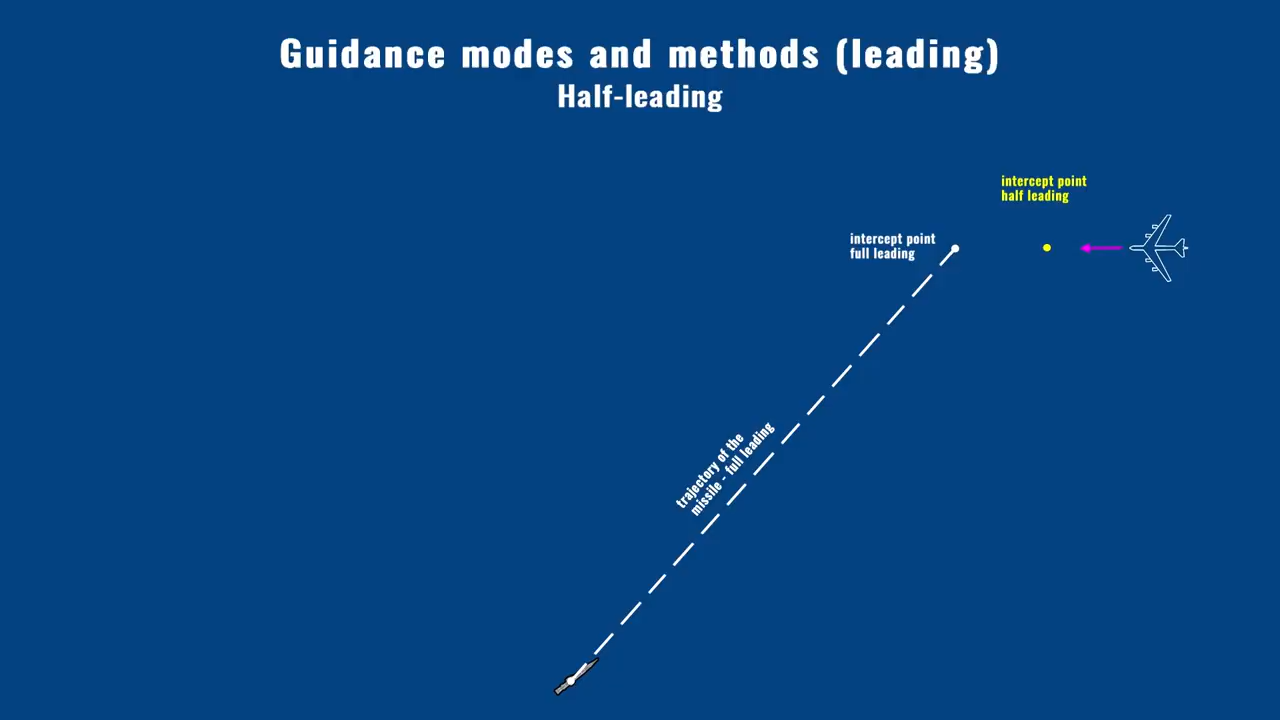 Guidance modes and methods (leading)
Half-leading
intercept point
half leading
intercept point
full leading
trajectory of the
missile - full leading